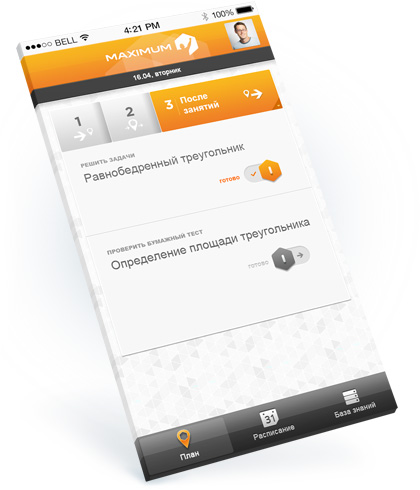 BELL 4:21 PM 100%
MAXIMUM
16.04, вторник
1 2 3 После
занятий
РЕШИТЬ ЗАДАЧИ
Равнобедренный треугольник
готово
ПРОВЕРИТЬ БУМАЖНЫЙ ТЕСТ
Определение площади треугольника
готово
31
План Расписание База знаний